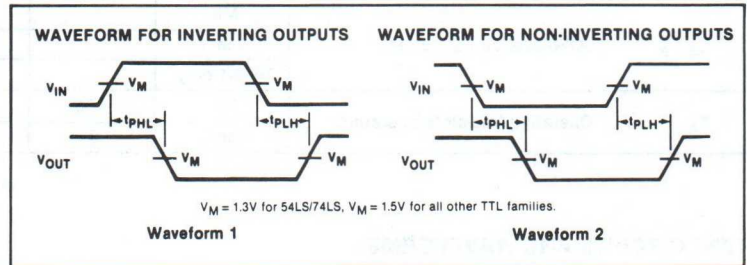 WAVEFORM FOR INVERTING OUTPUTS
WAVEFORM FOR NON-INVERTING OUTPUTS
VIN
VM
VM
tPHL
tPLH
VOUT
VM
VM
VIN
VM
VM
tPHL
tPLH
VOUT
VM
VM
VM = 1.3V for 54LS/74LS, VM = 1.5V for all other TTL families.
Waveform 1
Waveform 2